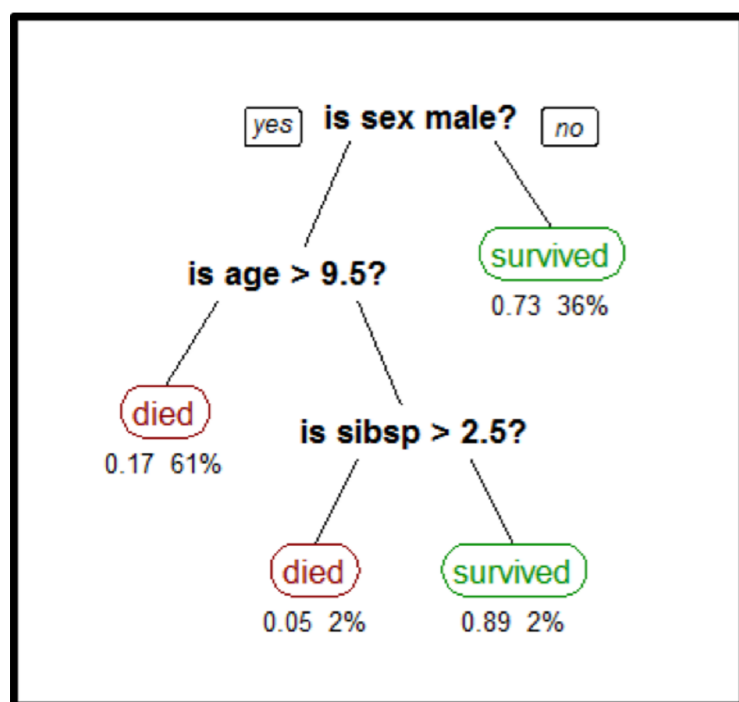 yes is sex male? no
survived
is age > 9.5?
0.73 36%
died
is sibsp > 2.5?
0.17 61%
died survived
0.05 2% 0.89 2%